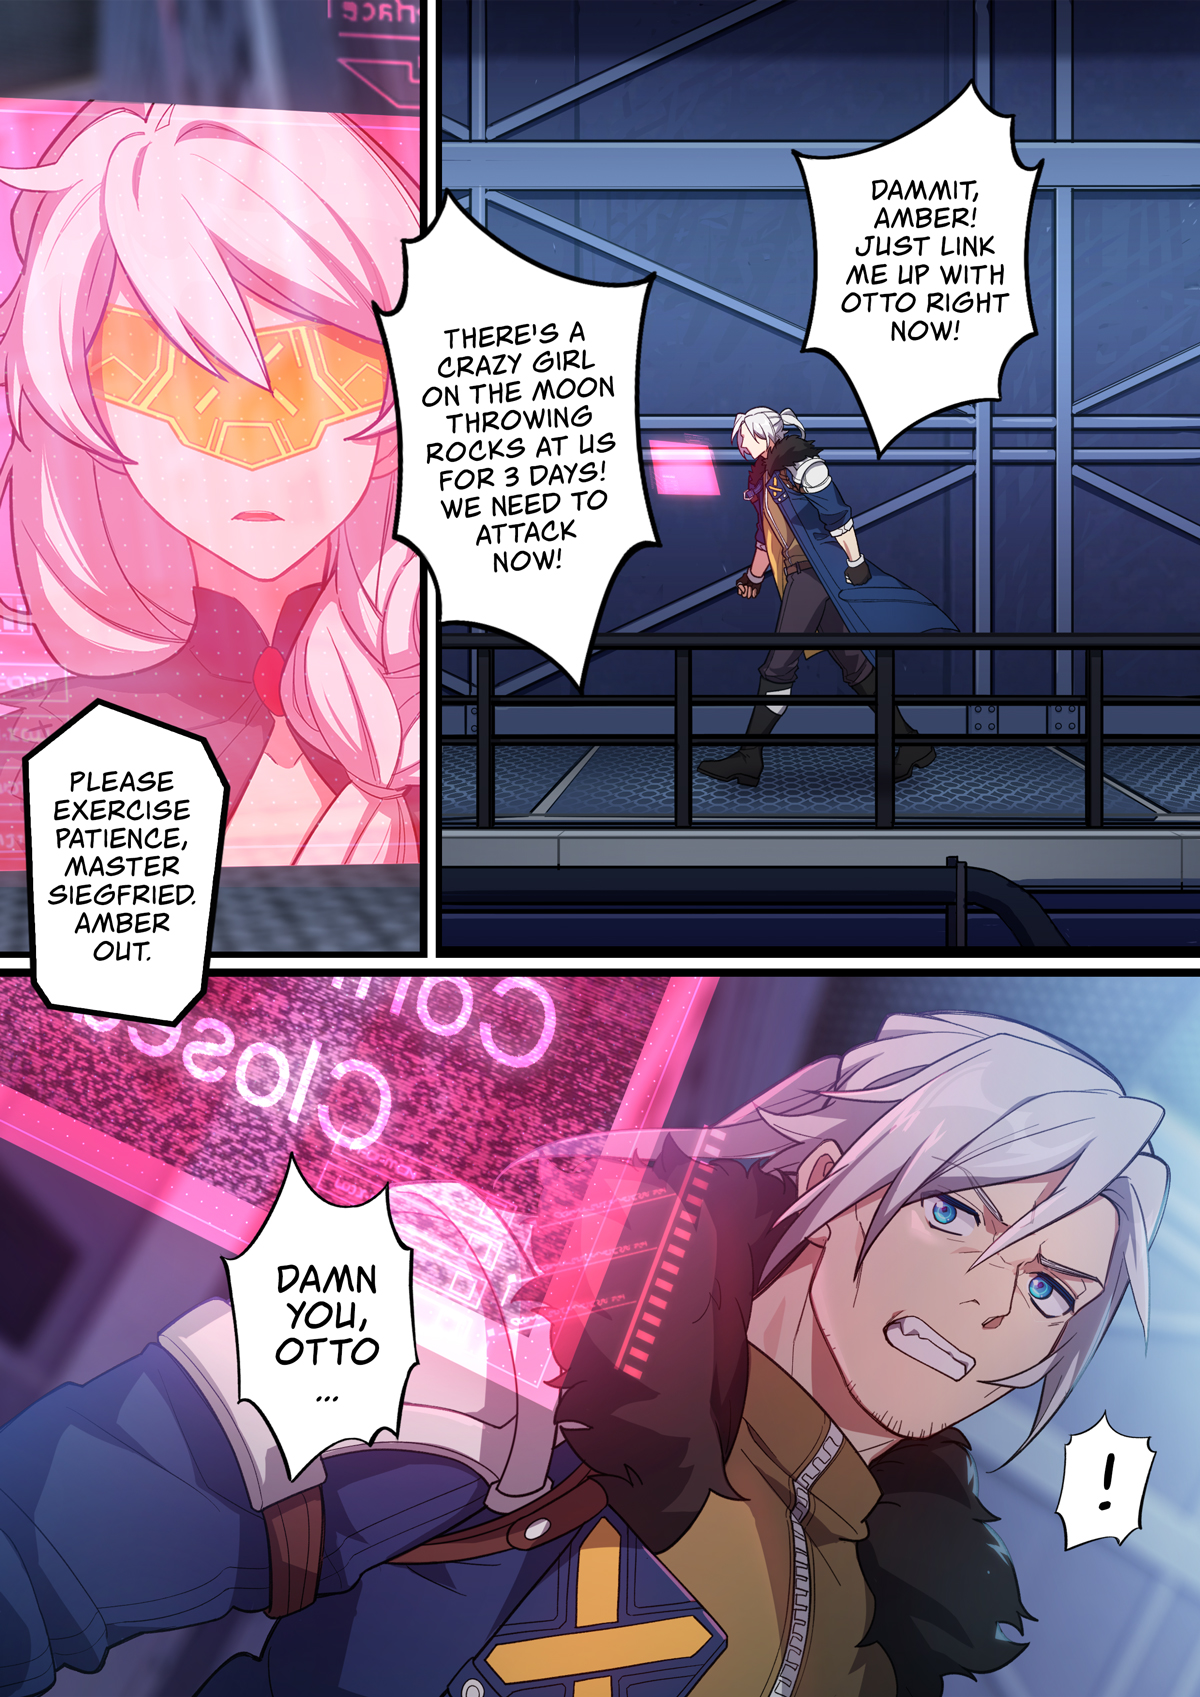 DAMMIT,
AMBER!
JUST LINK
ME UP WITH
OTTO RIGHT
NOW!
THERE'S A
CRAZY GIRL
ON THE MOON
THROWING
ROCKS AT US
FOR 3 DAYS!
WE NEED TO
ATTACK
NOW!
PLEASE
EXERCISE
PATIENCE,
MASTER
SIEGFRIED.
AMBER
OUT.
DAMN
YOU,
OTTO
...
!